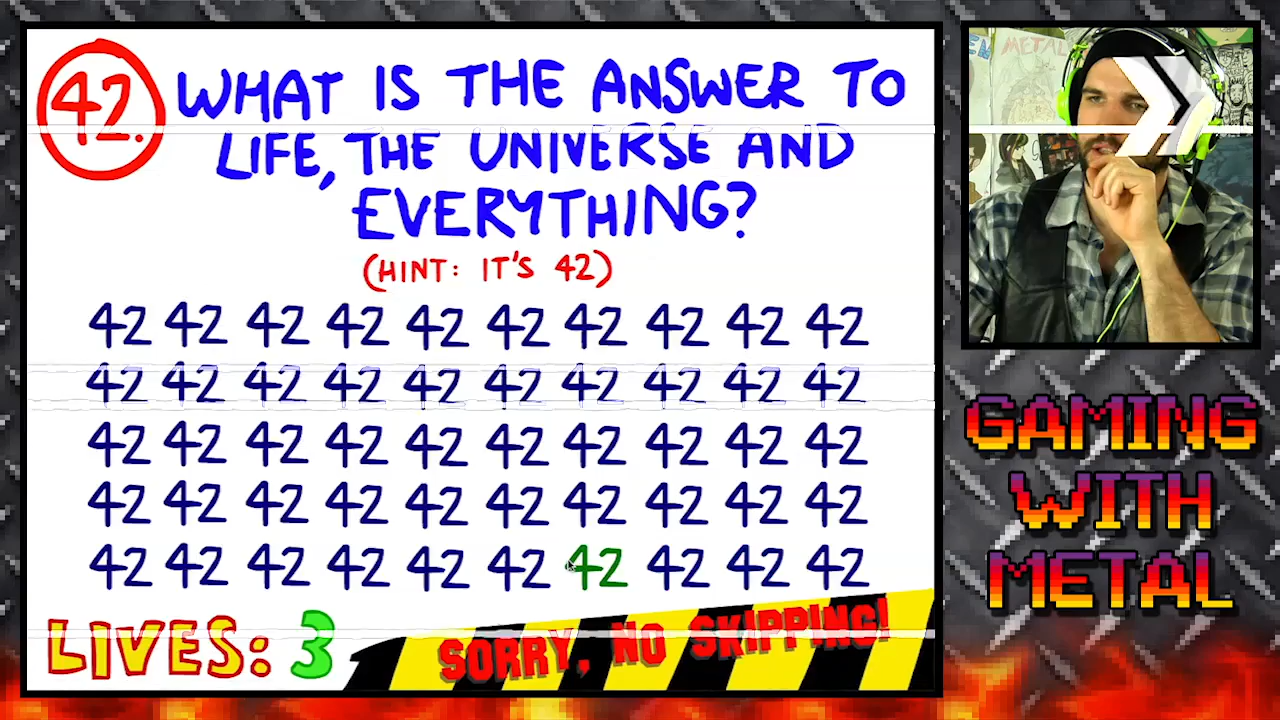 42.
WHAT IS THE ANSWER TO
LIFE, THE UNIVERSE AND
EVERYTHING?
(HINT: IT'S 42)
42 42 42 42 42 42 42 42 42 42
42 42 42 42 42 42 42 42 42 42
42 42 42 42 42 42 42 42 42 42
42 42 42 42 42 42 42 42 42 42
42 42 42 42 42 42 42 42 42 42
LIVES: 3
SORRY, NO SKIPPING!
METAL
GAMING
WITH
METAL